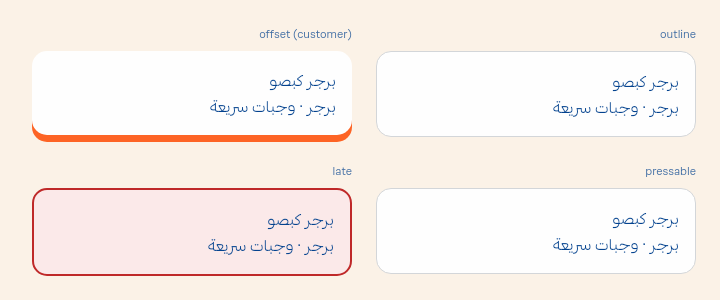 outline
برجر كبصو
برجر · وجبات سريعة
offset (customer)
برجر كبصو
برجر · وجبات سريعة
pressable
برجر كبصو
برجر · وجبات سريعة
late
برجر كبصو
برجر · وجبات سريعة